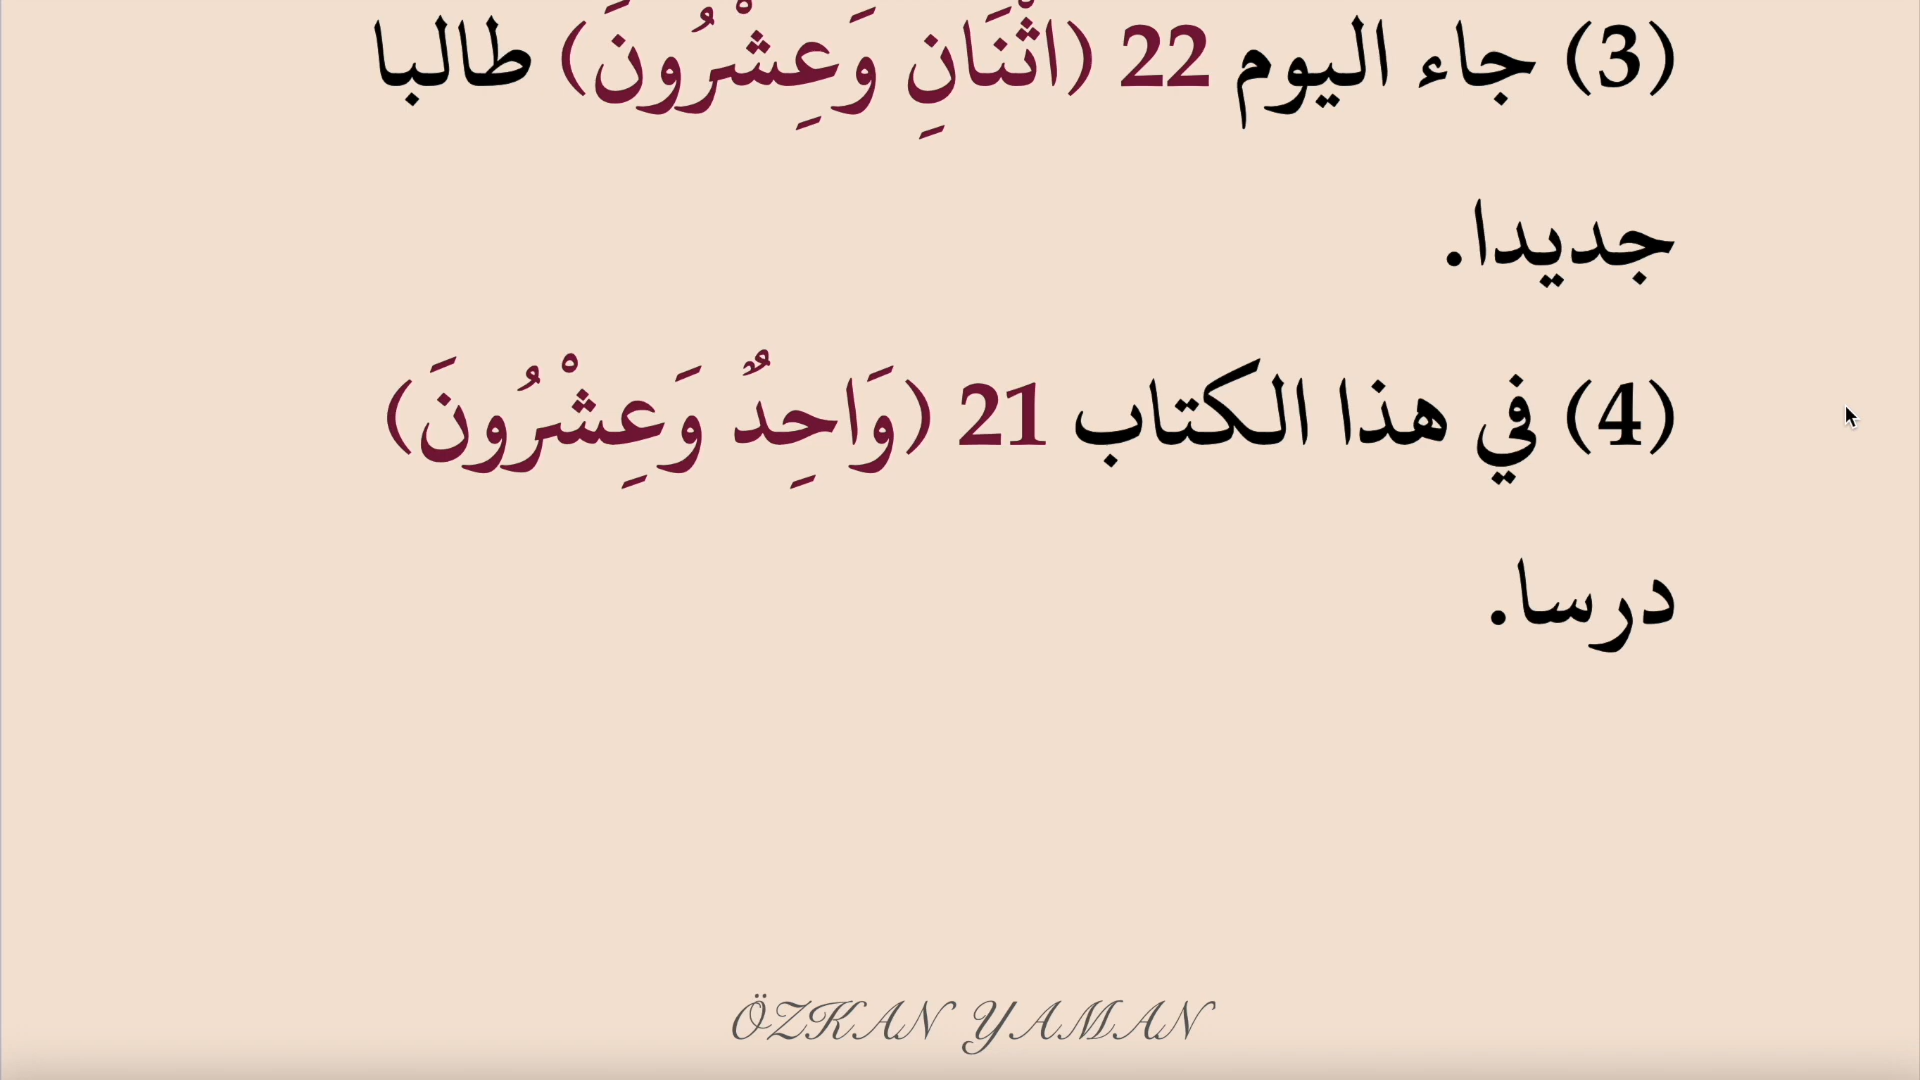 (3) جاء اليوم 22 (اثْنَانِ وَعِشْرُونَ) طالبا
جديدا.
(4) في هذا الكتاب 21 (وَاحِدٌ وَعِشْرُونَ)
درسا.
ÖZKAN YAMAN